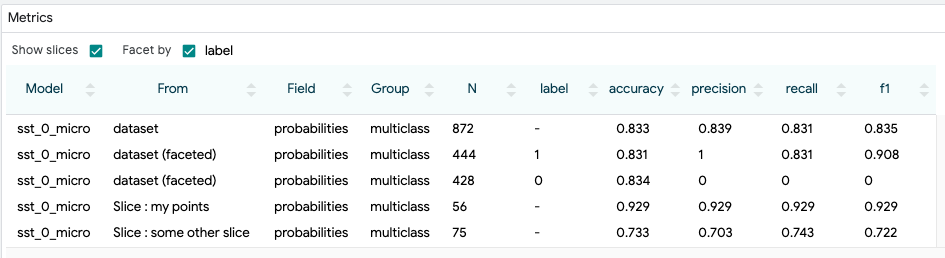 Metrics
Show slices Facet by label
Model From Field Group N label accuracy precision recall f1
sst_0_micro dataset probabilities multiclass 872 - 0.833 0.839 0.831 0.835
sst_0_micro dataset (faceted) probabilities multiclass 444 1 0.831 1 0.831 0.908
sst_0_micro dataset (faceted) probabilities multiclass 428 0 0.834 0 0 0
sst_0_micro Slice : my points probabilities multiclass 56 - 0.929 0.929 0.929 0.929
sst_0_micro Slice : some other slice probabilities multiclass 75 - 0.733 0.703 0.743 0.722